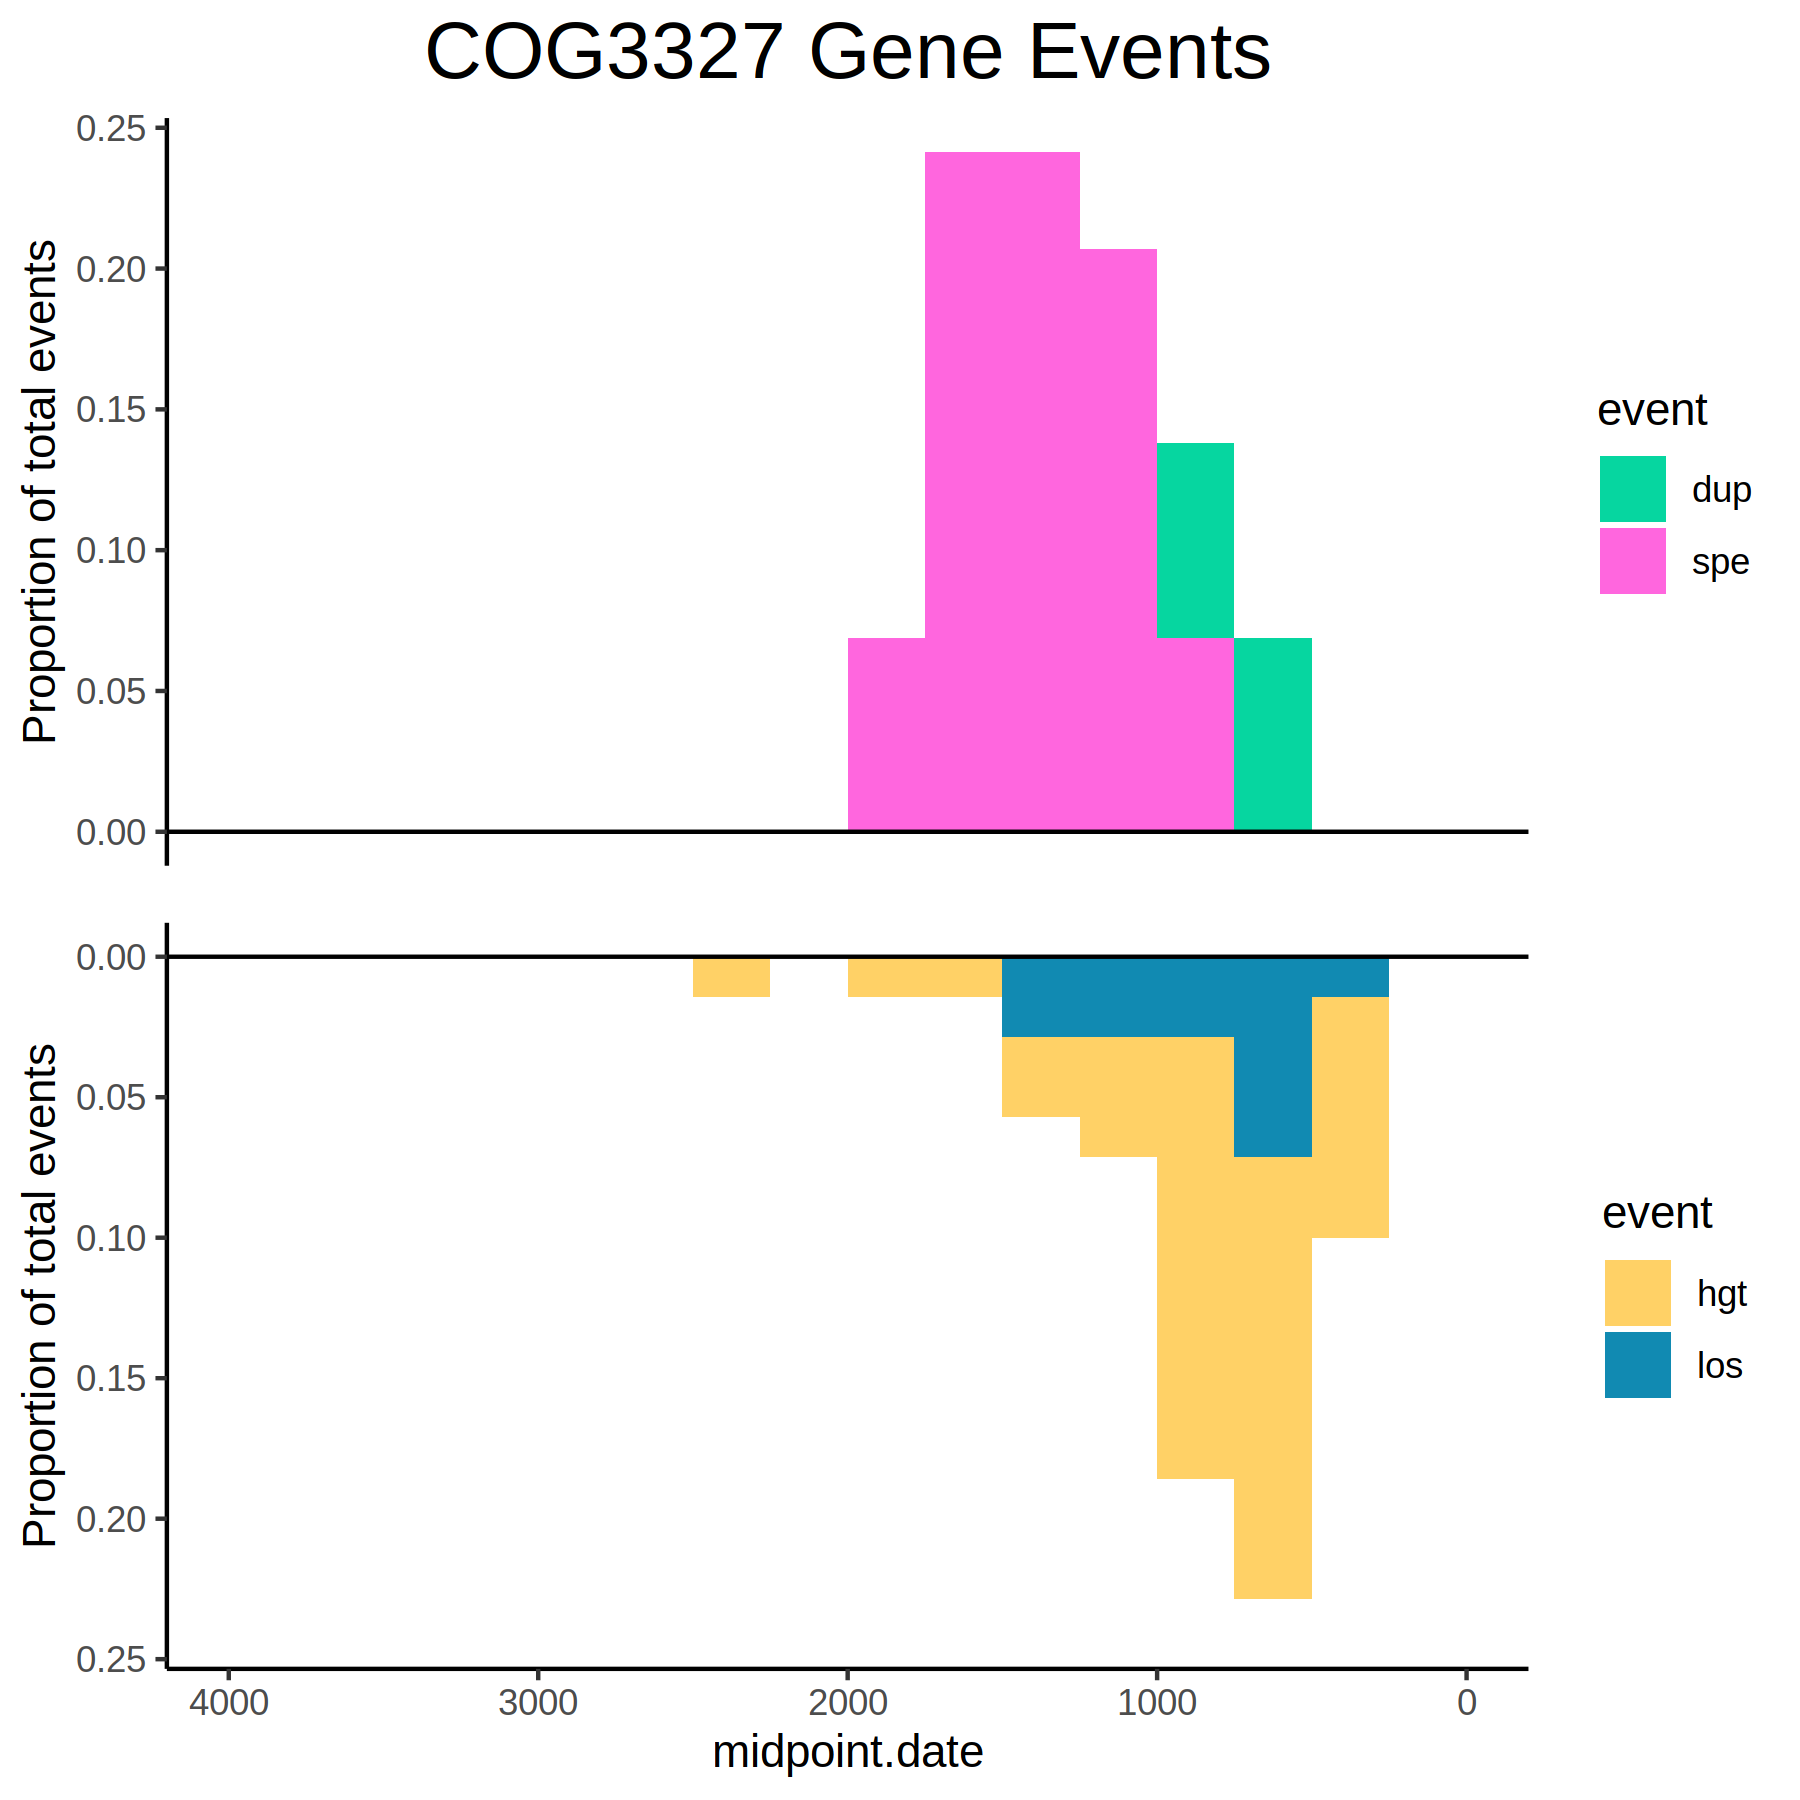 COG3327 Gene Events
Proportion of total events
0.25
0.20
0.15
0.10
0.05
0.00
event
dup
spe
Proportion of total events
0.00
0.05
0.10
0.15
0.20
0.25
event
hgt
los
4000 3000 2000 1000 0
midpoint.date